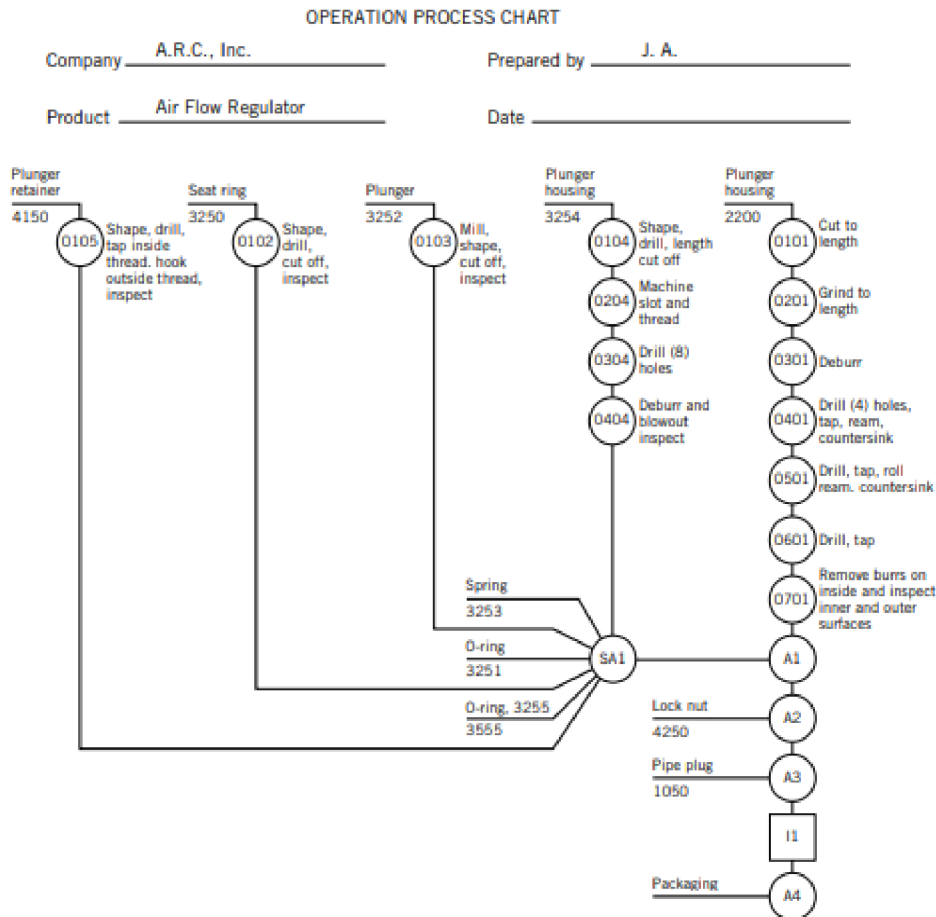 OPERATION PROCESS CHART
Company A.R.C., Inc.
Prepared by J. A.
Product Air Flow Regulator
Date
Plunger
retainer
4150
0105
Shape, drill,
tap inside
thread. hook
outside thread,
inspect
Seat ring
3250
0102
Shape,
drill,
cut off,
inspect
Plunger
3252
0103
Mill,
shape,
cut off,
inspect
Plunger
housing
3254
0104
Shape,
drill, length
cut off
0204
Machine
slot and
thread
0304
Drill (8)
holes
0404
Deburr and
blowout
inspect
Plunger
housing
2200
0101
Cut to
length
0201
Grind to
length
0301
Deburr
0401
Drill (4) holes,
tap, ream,
countersink
0501
Drill, tap, roll
ream. countersink
0601
Drill, tap
0701
Remove burrs on
inside and inspect
inner and outer
surfaces
Spring
3253
O-ring
3251
O-ring, 3255
3555
SA1
A1
Lock nut
4250
A2
Pipe plug
1050
A3
I1
Packaging
A4